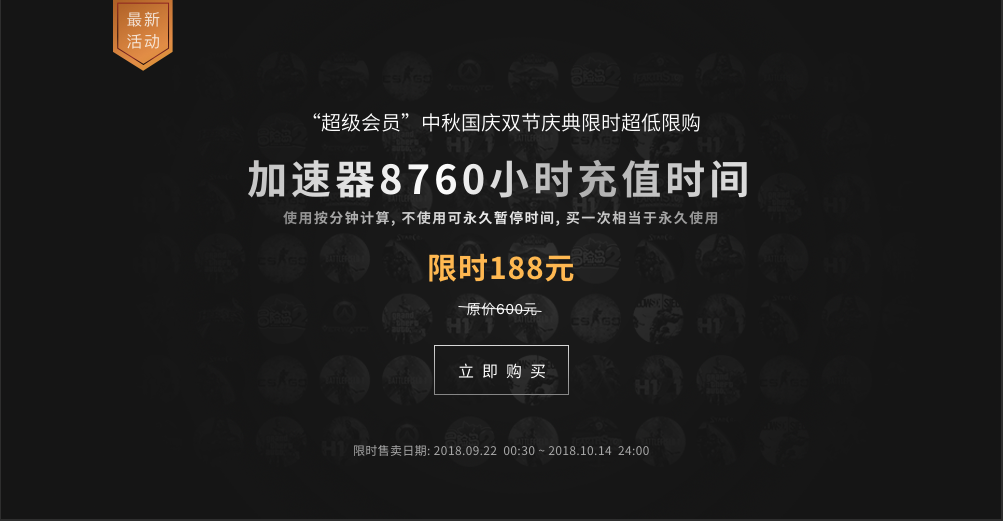 最新
活动
“超级会员”中秋国庆双节庆典限时超低限购
加速器8760小时充值时间
使用按分钟计算, 不使用可永久暂停时间, 买一次相当于永久使用
限时188元
原价600元
立即购买
限时售卖日期: 2018.09.22 00:30 ~ 2018.10.14 24:00